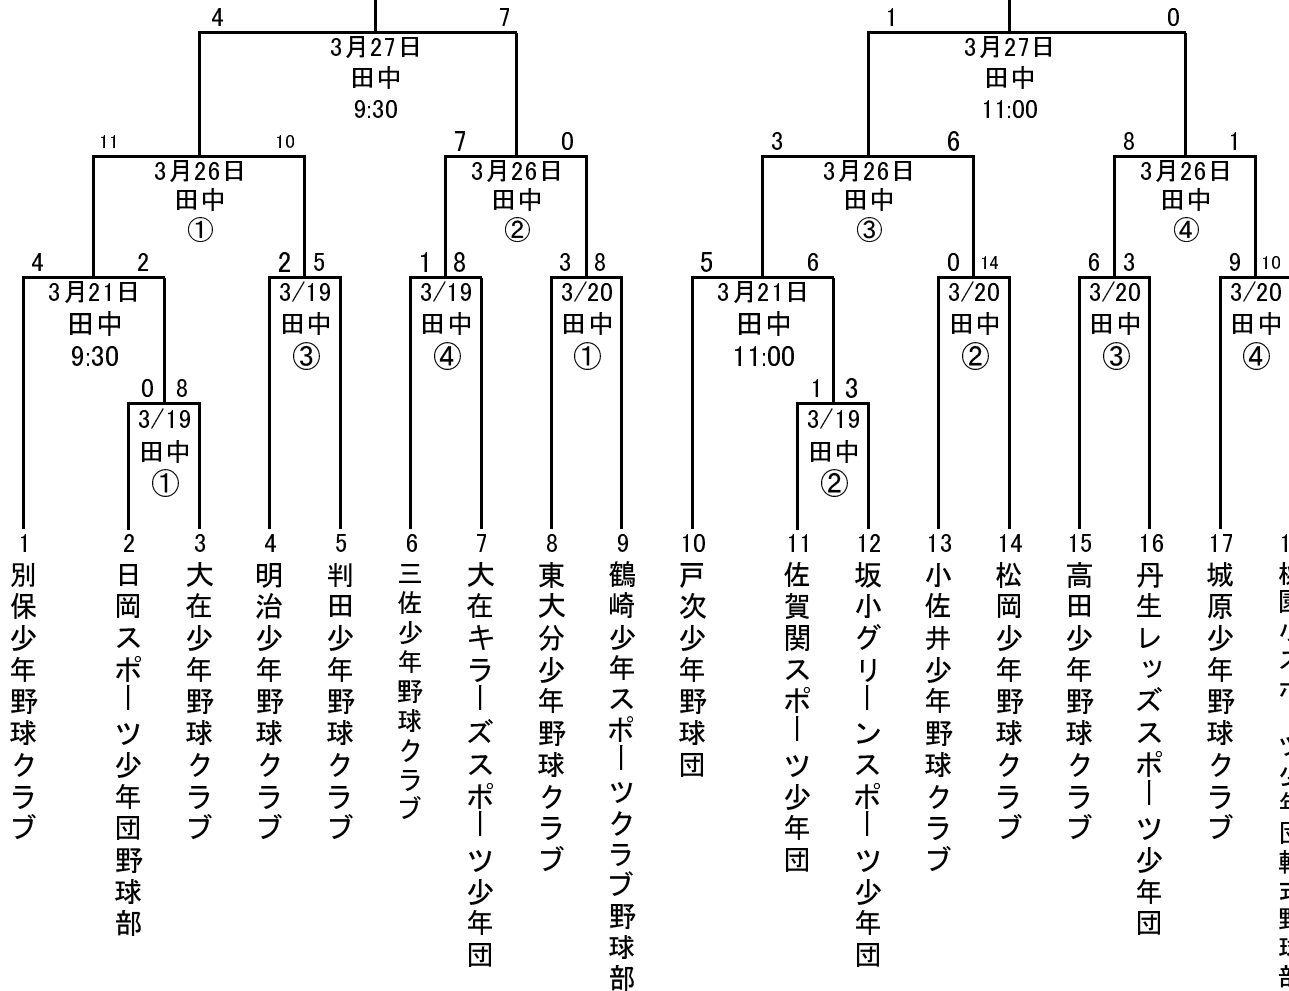 4 7 1 0
3月27日 3月27日
田中 田中
9:30 11:00
11 10 7 0 3 6 8 1
3月26日 3月26日 3月26日 3月26日
田中 田中 田中 田中
① ② ③ ④
4 2 2 5 1 8 3 8 5 6 0 14 6 3 9 10
3月21日 3/19 3/19 3/20 3月21日 3/20 3/20 3/20
田中 田中 田中 田中 田中 田中 田中 田中
9:30 ③ ④ ① 11:00 ② ③ ④
0 8 1 3
3/19 3/19
田中 田中
① ②
1 2 3 4 5 6 7 8 9 10 11 12 13 14 15 16 17
別保少年野球クラブ
日岡スポーツ少年団野球部
大在少年野球クラブ
明治少年野球クラブ
判田少年野球クラブ
三佐少年野球クラブ
大在キラーズスポーツ少年団
東大分少年野球クラブ
鶴崎少年スポーツクラブ野球部
戸次少年野球団
佐賀関スポーツ少年団
坂小グリーンスポーツ少年団
小佐井少年野球クラブ
松岡少年野球クラブ
高田少年野球クラブ
丹生レッズスポーツ少年団
城原少年野球クラブ